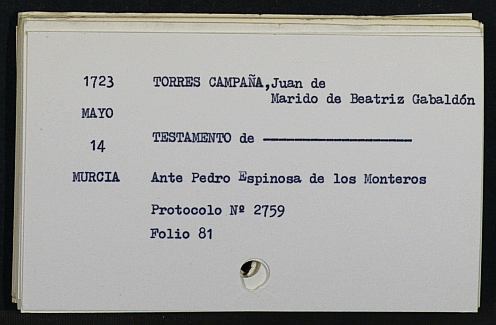 1723 TORRES CAMPAÑA, Juan de
Marido de Beatriz Gabaldón
MAYO
14 TESTAMENTO de ————————————
MURCIA Ante Pedro Espinosa de los Monteros
Protocolo Nº 2759
Folio 81